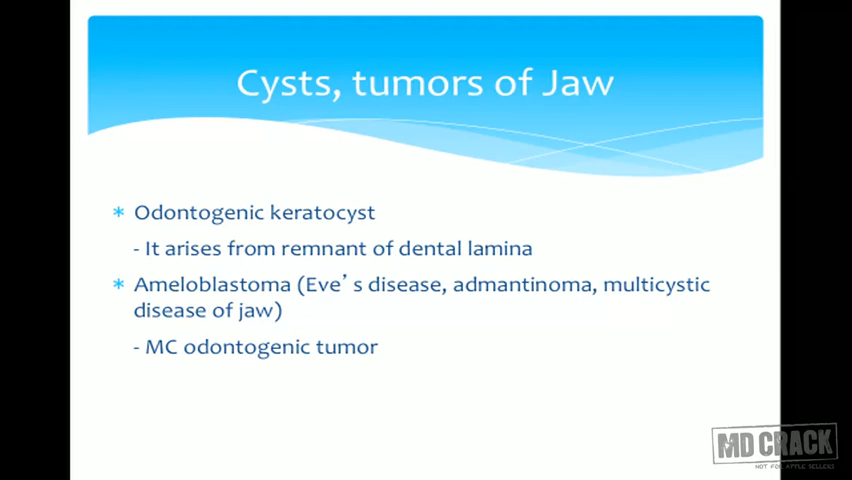 Cysts, tumors of Jaw
* Odontogenic keratocyst
- It arises from remnant of dental lamina
* Ameloblastoma (Eve's disease, admantinoma, multicystic
disease of jaw)
- MC odontogenic tumor
MD CRACK
NOT FOR APPLE SELLERS